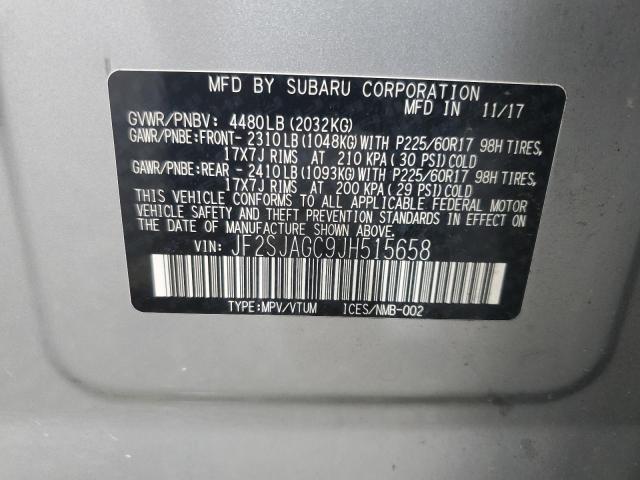 MFD BY SUBARU CORPORATION
MFD IN 11/17
GVWR/PNBV: 4480LB(2032KG)
GAWR/PNBE:FRONT- 2310LB(1048KG)WITH P225/60R17 98H TIRES,
17X7J RIMS AT 210 KPA( 30 PSI)COLD
GAWR/PNBE:REAR - 2410LB(1093KG)WITH P225/60R17 98H TIRES,
17X7J RIMS AT 200 KPA( 29 PSI)COLD
THIS VEHICLE CONFORMS TO ALL APPLICABLE FEDERAL MOTOR
VEHICLE SAFETY AND THEFT PREVENTION STANDARDS IN EFFECT ON
THE DATE OF MANUFACTURE SHOWN ABOVE.
VIN: JF2SJAGC9JH515658
TYPE:MPV/VTUM ICES/NMB-002